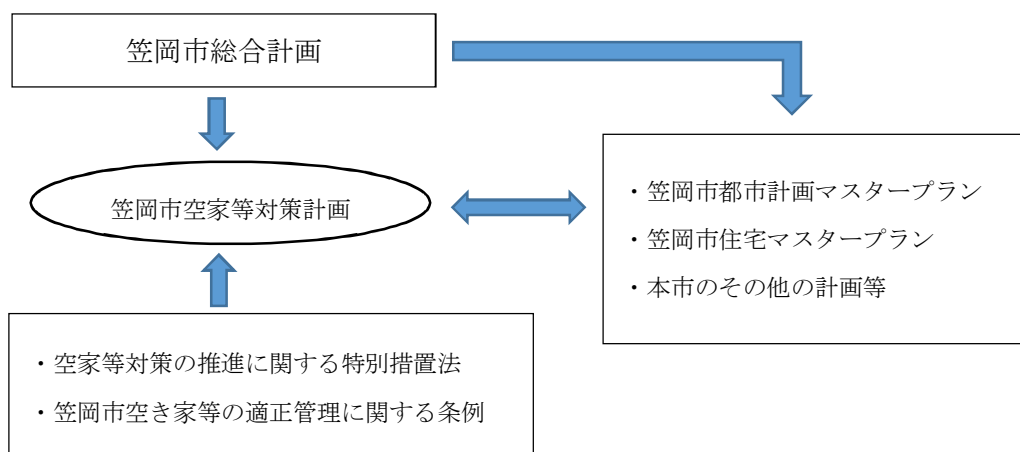 笠岡市総合計画
笠岡市空家等対策計画
・笠岡市都市計画マスタープラン
・笠岡市住宅マスタープラン
・本市のその他の計画等
・空家等対策の推進に関する特別措置法
・笠岡市空き家等の適正管理に関する条例